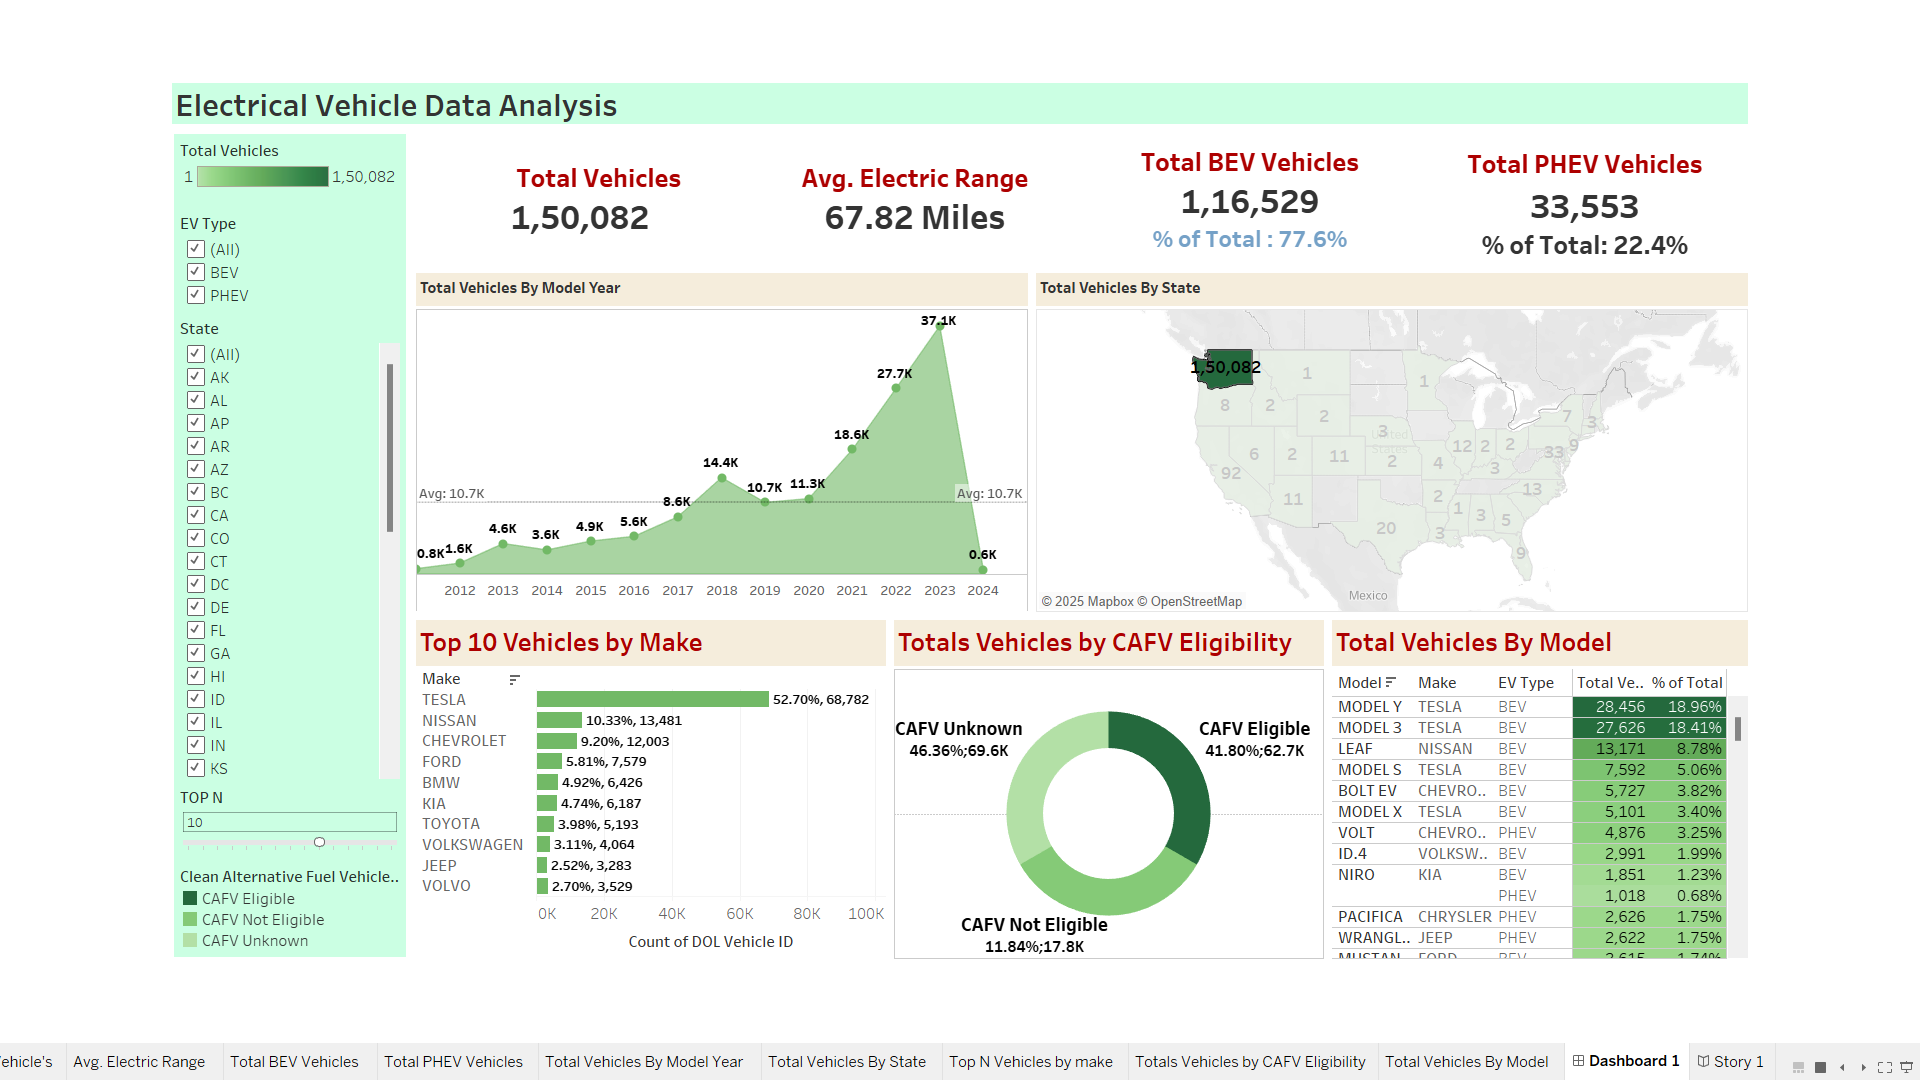 Electrical Vehicle Data Analysis
Total Vehicles
1 1,50,082
EV Type
(All)
BEV
PHEV
State
(All)
AK
AL
AP
AR
AZ
BC
CA
CO
CT
DC
DE
FL
GA
HI
ID
IL
IN
KS
TOP N
10
Clean Alternative Fuel Vehicle..
CAFV Eligible
CAFV Not Eligible
CAFV Unknown
Total Vehicles
1,50,082
Avg. Electric Range
67.82 Miles
Total BEV Vehicles
1,16,529
% of Total : 77.6%
Total PHEV Vehicles
33,553
% of Total: 22.4%
Total Vehicles By Model Year
37.1K
27.7K
18.6K
14.4K
10.7K 11.3K
8.6K
Avg: 10.7K Avg: 10.7K
4.6K 3.6K 4.9K 5.6K
0.8K 1.6K 0.6K
2012 2013 2014 2015 2016 2017 2018 2019 2020 2021 2022 2023 2024
Total Vehicles By State
1,50,082
1 1
8 2 2 7 3
3 United States
6 2 11 2 12 2 2 33 9
92 4 3
11 2 13
20 1 3 5
3 9
Mexico
© 2025 Mapbox © OpenStreetMap
Top 10 Vehicles by Make
Make
TESLA 52.70%, 68,782
NISSAN 10.33%, 13,481
CHEVROLET 9.20%, 12,003
FORD 5.81%, 7,579
BMW 4.92%, 6,426
KIA 4.74%, 6,187
TOYOTA 3.98%, 5,193
VOLKSWAGEN 3.11%, 4,064
JEEP 2.52%, 3,283
VOLVO 2.70%, 3,529
0K 20K 40K 60K 80K 100K
Count of DOL Vehicle ID
Totals Vehicles by CAFV Eligibility
CAFV Unknown
46.36%;69.6K
CAFV Eligible
41.80%;62.7K
CAFV Not Eligible
11.84%;17.8K
Total Vehicles By Model
Model Make EV Type Total Ve.. % of Total
MODEL Y TESLA BEV 28,456 18.96%
MODEL 3 TESLA BEV 27,626 18.41%
LEAF NISSAN BEV 13,171 8.78%
MODEL S TESLA BEV 7,592 5.06%
BOLT EV CHEVRO.. BEV 5,727 3.82%
MODEL X TESLA BEV 5,101 3.40%
VOLT CHEVRO.. PHEV 4,876 3.25%
ID.4 VOLKSW.. BEV 2,991 1.99%
NIRO KIA BEV 1,851 1.23%
PHEV 1,018 0.68%
PACIFICA CHRYSLER PHEV 2,626 1.75%
WRANGL.. JEEP PHEV 2,622 1.75%
MUSTAN FORD BEV 2,615 1.74%
ehicle's Avg. Electric Range Total BEV Vehicles Total PHEV Vehicles Total Vehicles By Model Year Total Vehicles By State Top N Vehicles by make Totals Vehicles by CAFV Eligibility Total Vehicles By Model Dashboard 1 Story 1